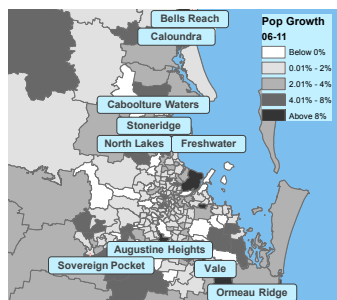 Bells Reach
Caloundra
Pop Growth
06-11
Below 0%
0.01% - 2%
2.01% - 4%
4.01% - 8%
Above 8%
Caboolture Waters
Stoneridge
North Lakes
Freshwater
Augustine Heights
Sovereign Pocket
Vale
Ormeau Ridge